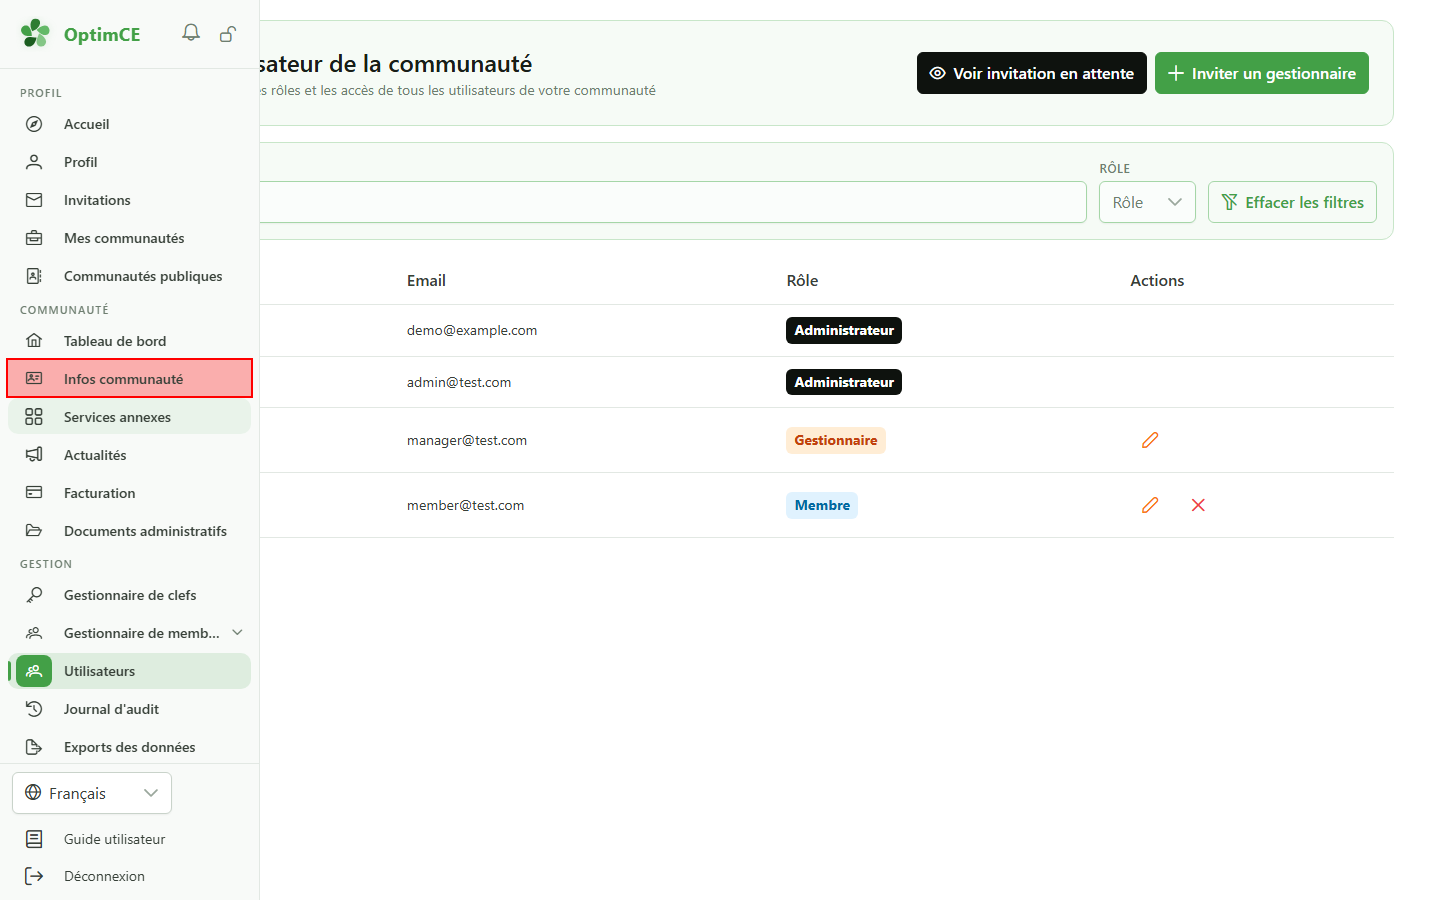 OptimCE
PROFIL
Accueil
Profil
Invitations
Mes communautés
Communautés publiques
COMMUNAUTÉ
Tableau de bord
Infos communauté
Services annexes
Actualités
Facturation
Documents administratifs
GESTION
Gestionnaire de clefs
Gestionnaire de memb...
Utilisateurs
Journal d'audit
Exports des données
Français
Guide utilisateur
Déconnexion
sateur de la communauté
s rôles et les accès de tous les utilisateurs de votre communauté
Voir invitation en attente
Inviter un gestionnaire
RÔLE
Rôle
Effacer les filtres
Email Rôle Actions
demo@example.com Administrateur
admin@test.com Administrateur
manager@test.com Gestionnaire
member@test.com Membre